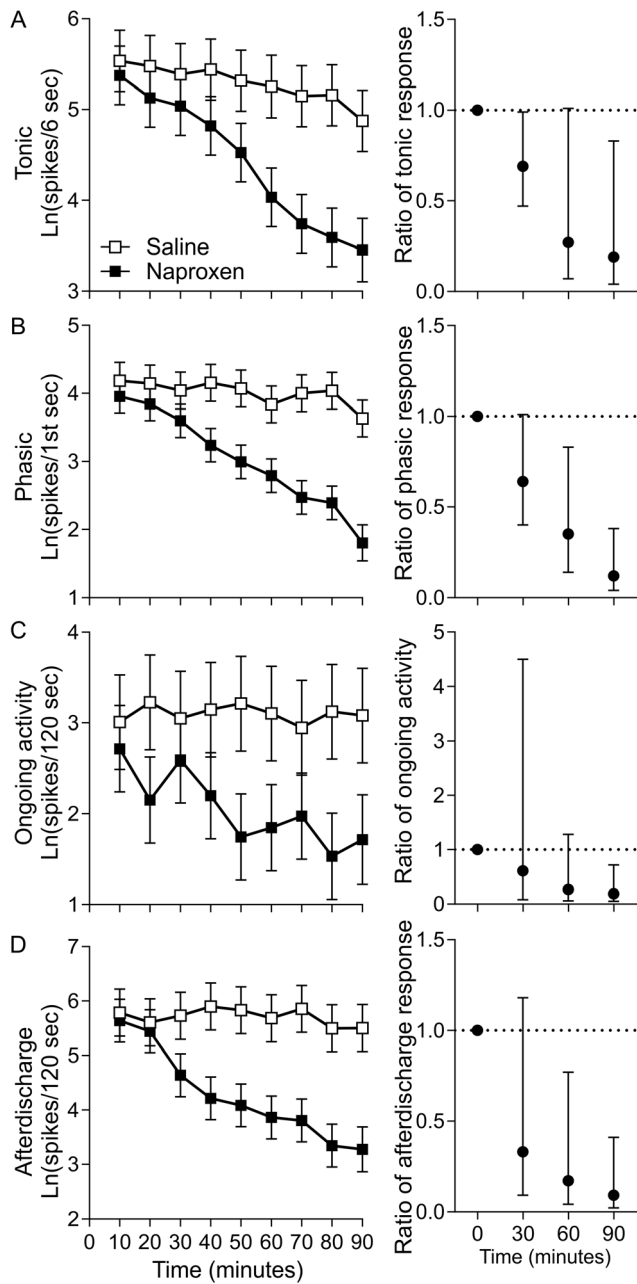 A
Tonic
Ln(spikes/6 sec)
6
5
4
3
Saline
Naproxen
Ratio of tonic response
1.5
1.0
0.5
0.0
B
Phasic
Ln(spikes/1st sec)
5
4
3
2
1
Ratio of phasic response
1.5
1.0
0.5
0.0
C
Ongoing activity
Ln(spikes/120 sec)
4
3
2
1
Ratio of ongoing activity
5
4
3
2
1
0
D
Afterdischarge
Ln(spikes/120 sec)
7
6
5
4
3
2
0 10 20 30 40 50 60 70 80 90
Time (minutes)
Ratio of afterdischarge response
1.5
1.0
0.5
0.0
0 30 60 90
Time (minutes)